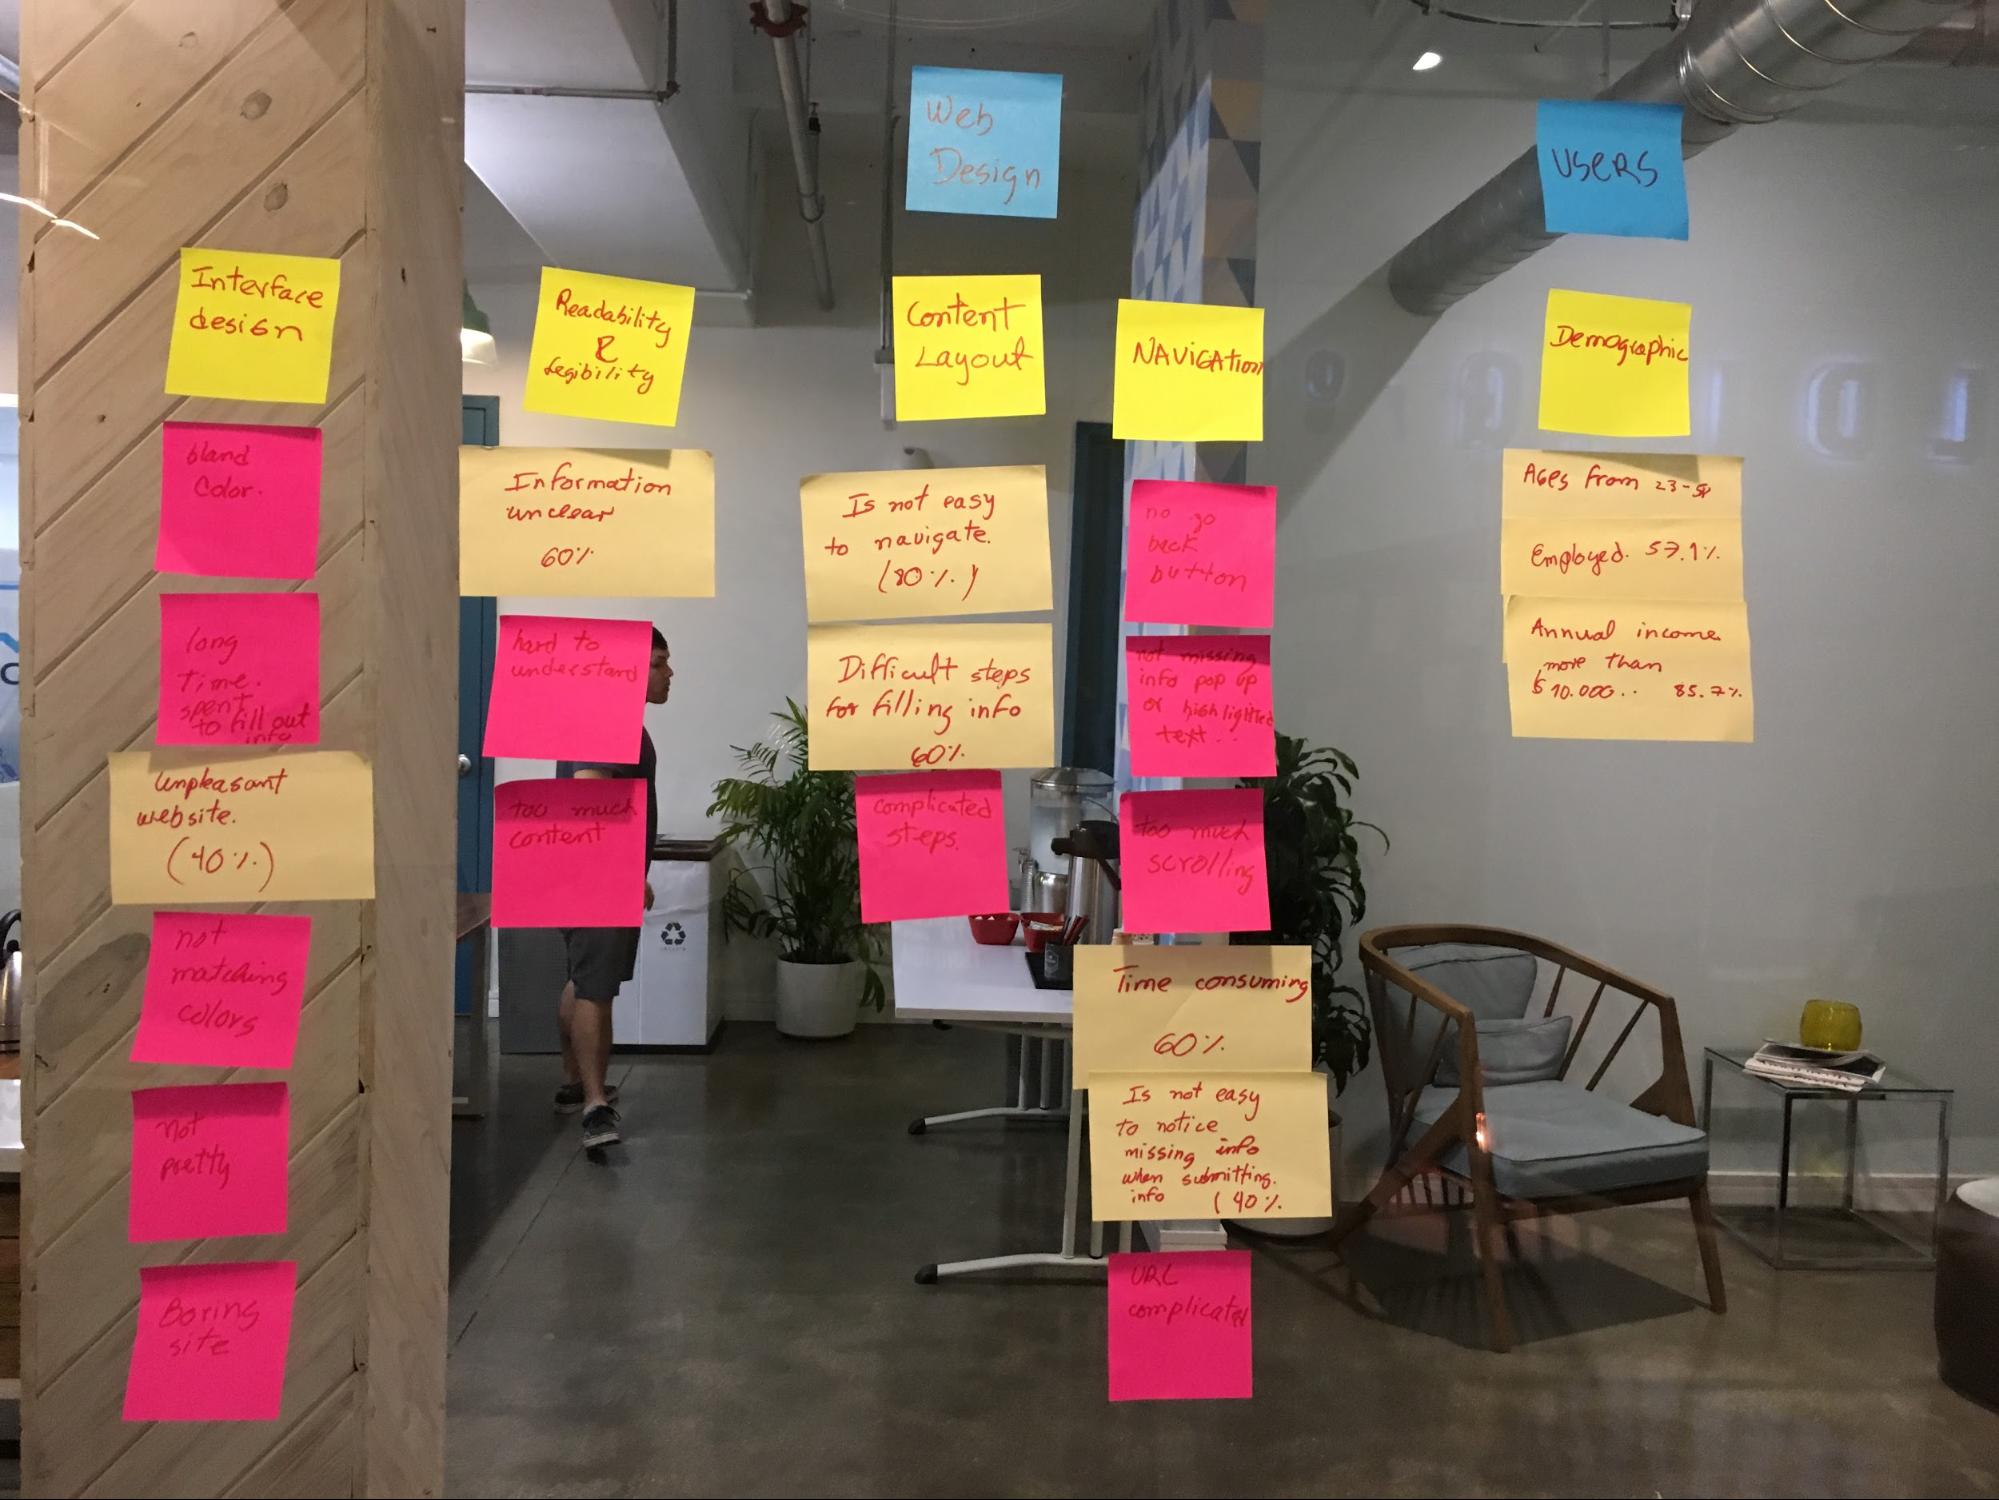 Web
Design
USERS
Interface
design
bland
Color.
long
Time.
spent
to fill out
info
Unpleasant
website.
(40%)
not
matching
colors
not
pretty
Boring
site
Readability
&
Legibility
Information
unclear
60%
hard to
understand
too much
content
Content
Layout
Is not easy
to navigate.
(80%)
Difficult steps
for filling info
60%
complicated
steps.
NAVIGATION
no go
back
button
not missing
info pop up
or highlighted
text..
too much
scrolling
Time consuming
60%
Is not easy
to notice
missing info
when submitting.
info (40%
URL
complicated
Demographic
Ages from
Employed. 57.1%
Annual income
more than
$10.000.. 85.7%